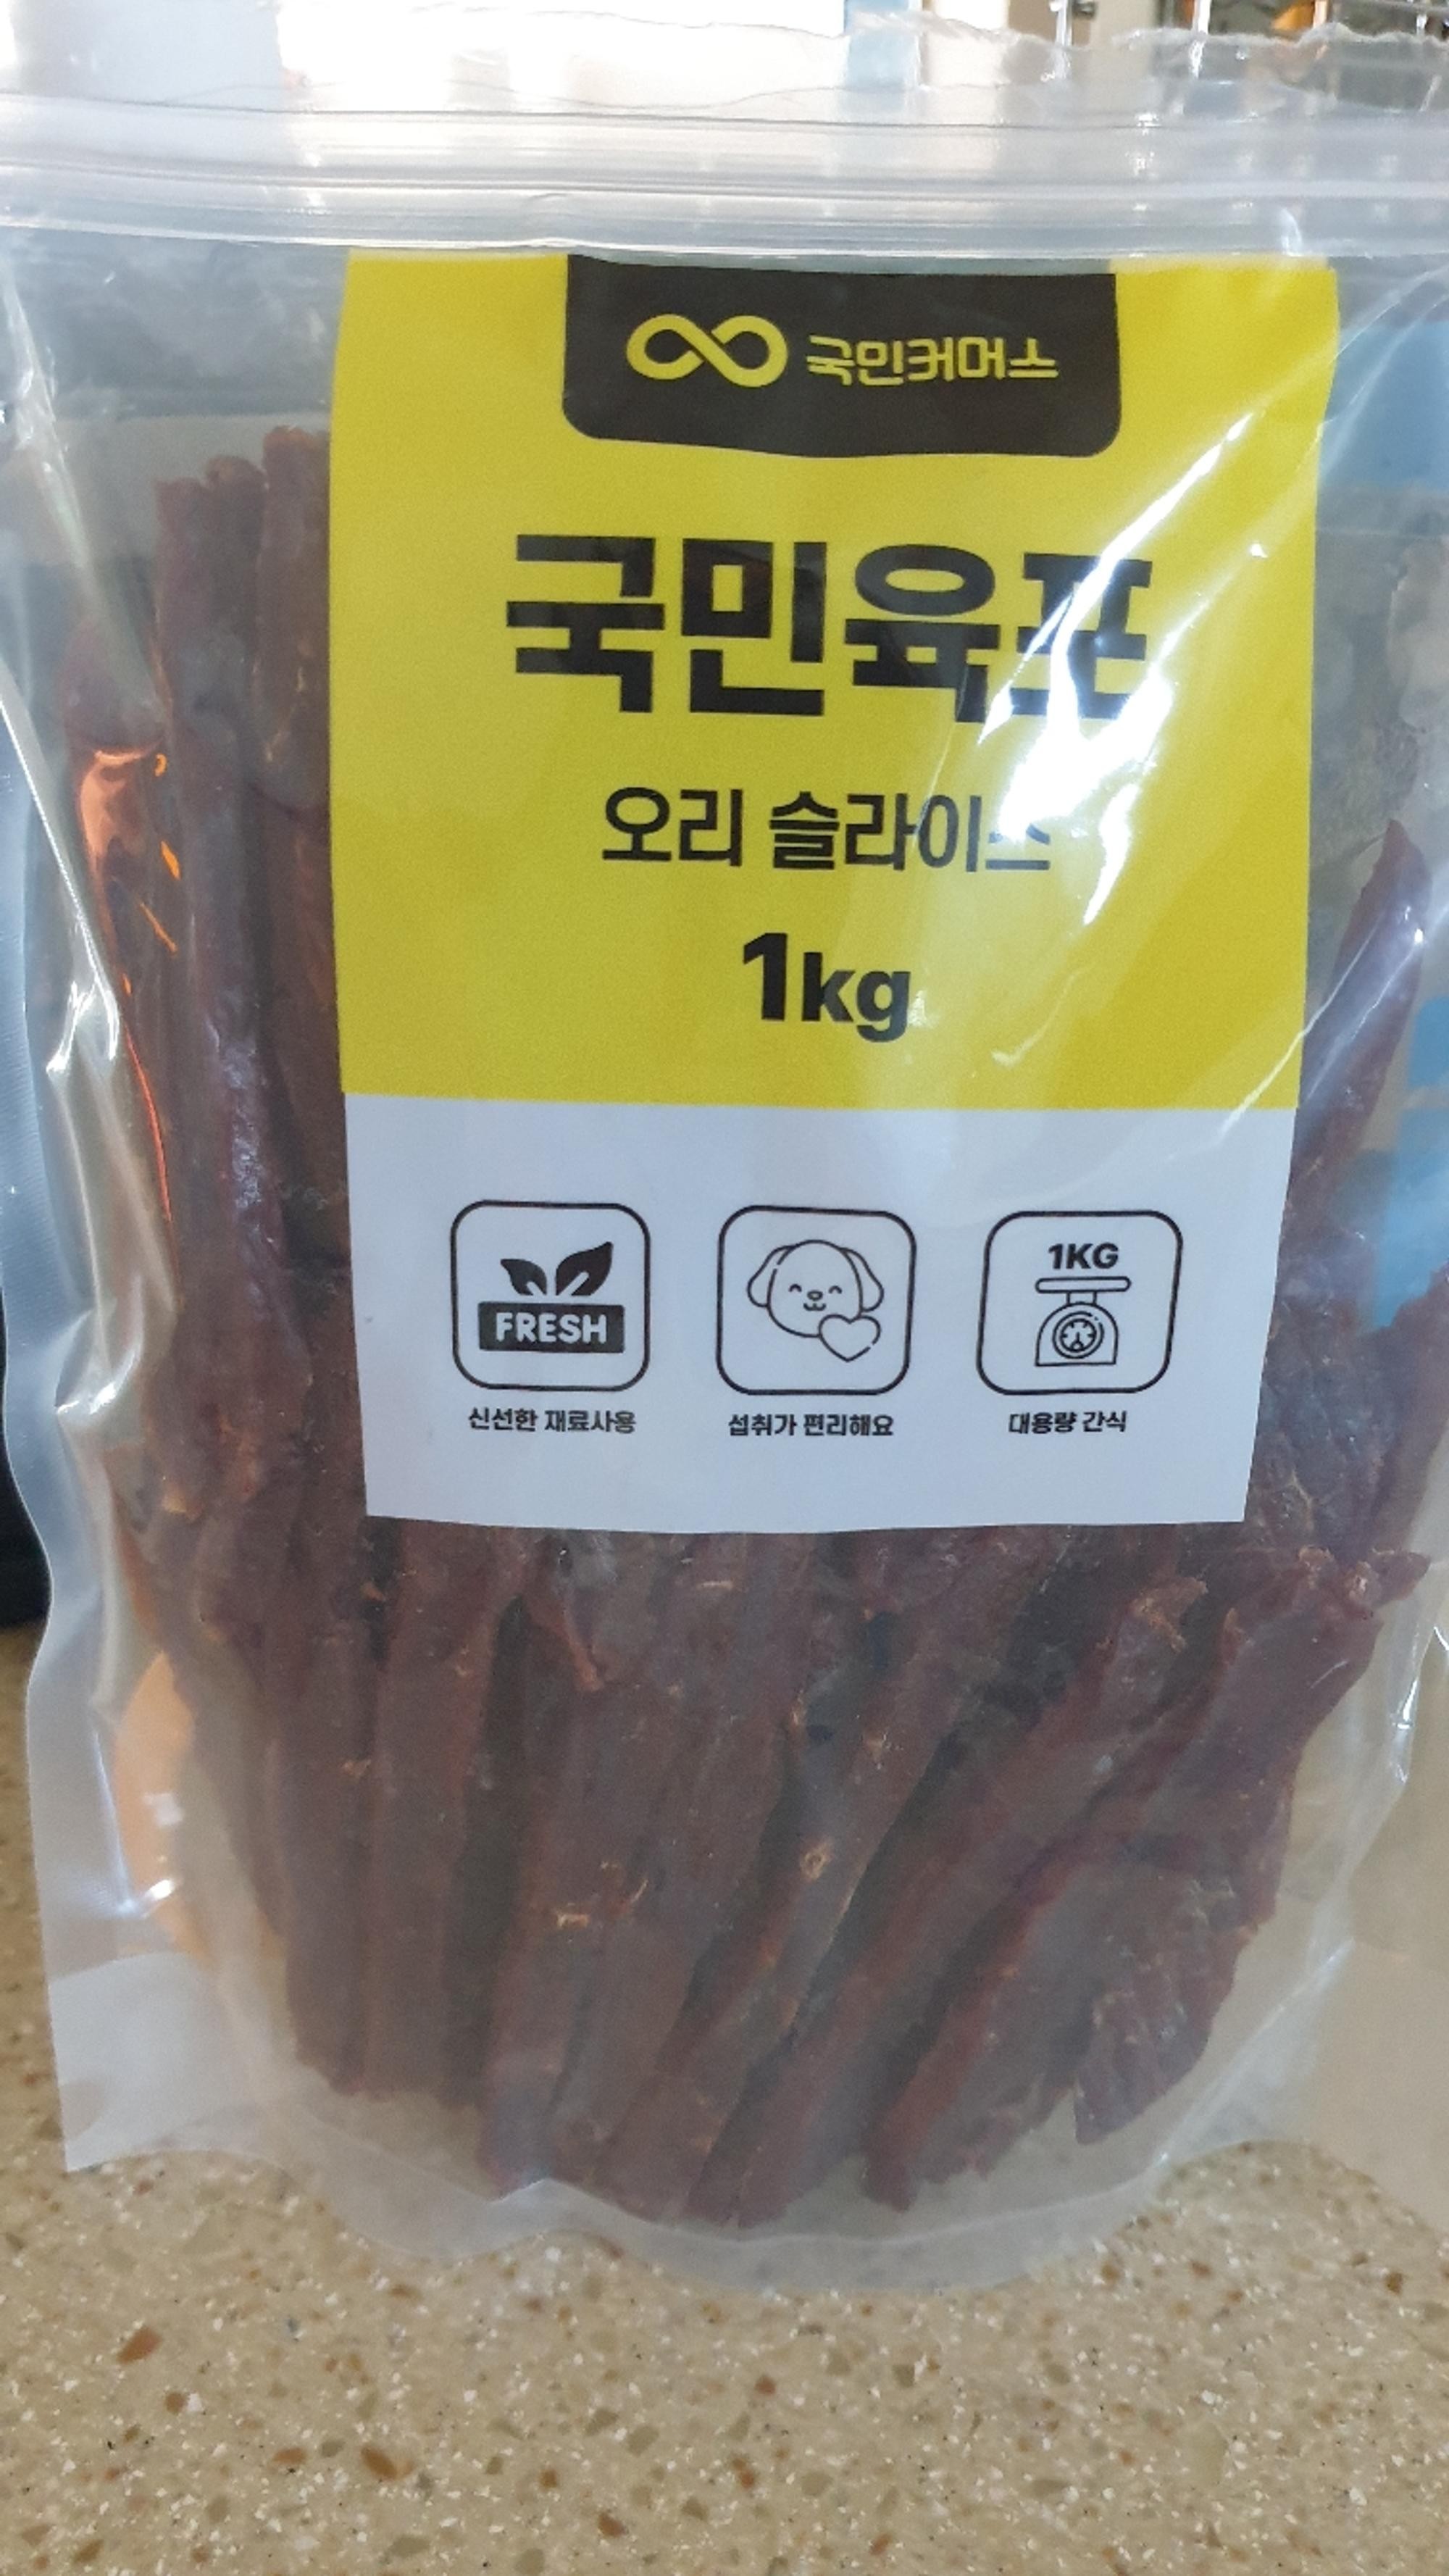 국민커머스
국민육포
오리 슬라이스
1kg
FRESH
1KG
신선한 재료사용
섭취가 편리해요
대용량 간식